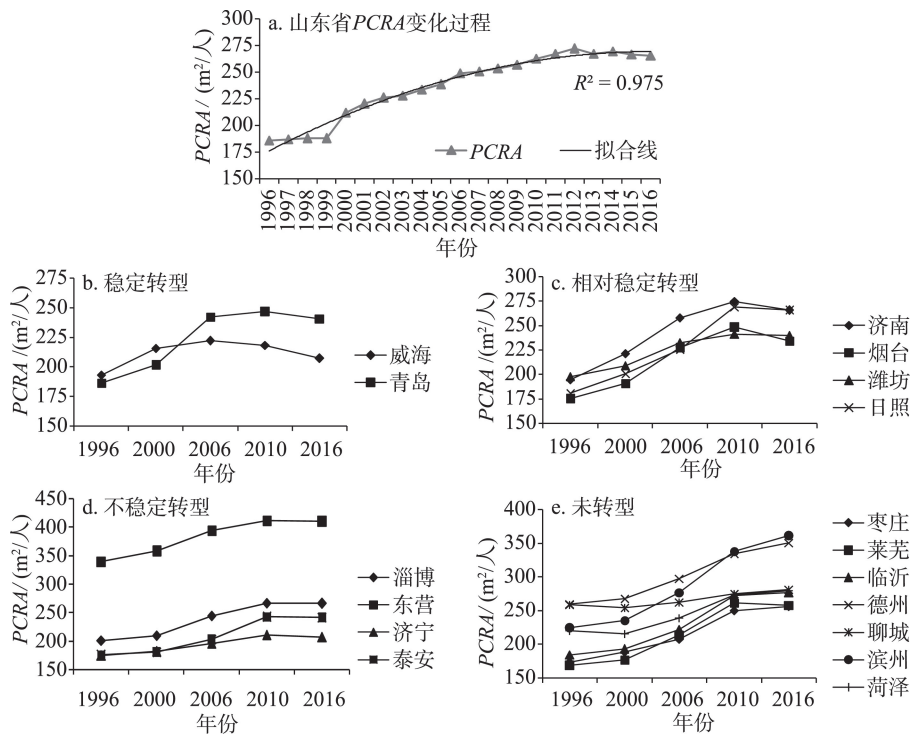 a. 山东省PCRA变化过程
PCRA / (m²/人)
300
275
250
225
200
175
150
R² = 0.975
PCRA
拟合线
1996 1997 1998 1999 2000 2001 2002 2003 2004 2005 2006 2007 2008 2009 2010 2011 2012 2013 2014 2015 2016
年份
b. 稳定转型
PCRA /(m²/人)
275
250
225
200
175
150
威海
青岛
1996 2000 2006 2010 2016
年份
c. 相对稳定转型
PCRA /(m²/人)
300
275
250
225
200
175
150
济南
烟台
潍坊
日照
1996 2000 2006 2010 2016
年份
d. 不稳定转型
PCRA/ (m²/人)
450
400
350
300
250
200
150
淄博
东营
济宁
泰安
1996 2000 2006 2010 2016
年份
e. 未转型
PCRA/ (m²/人)
400
350
300
250
200
150
枣庄
莱芜
临沂
德州
聊城
滨州
菏泽
1996 2000 2006 2010 2016
年份